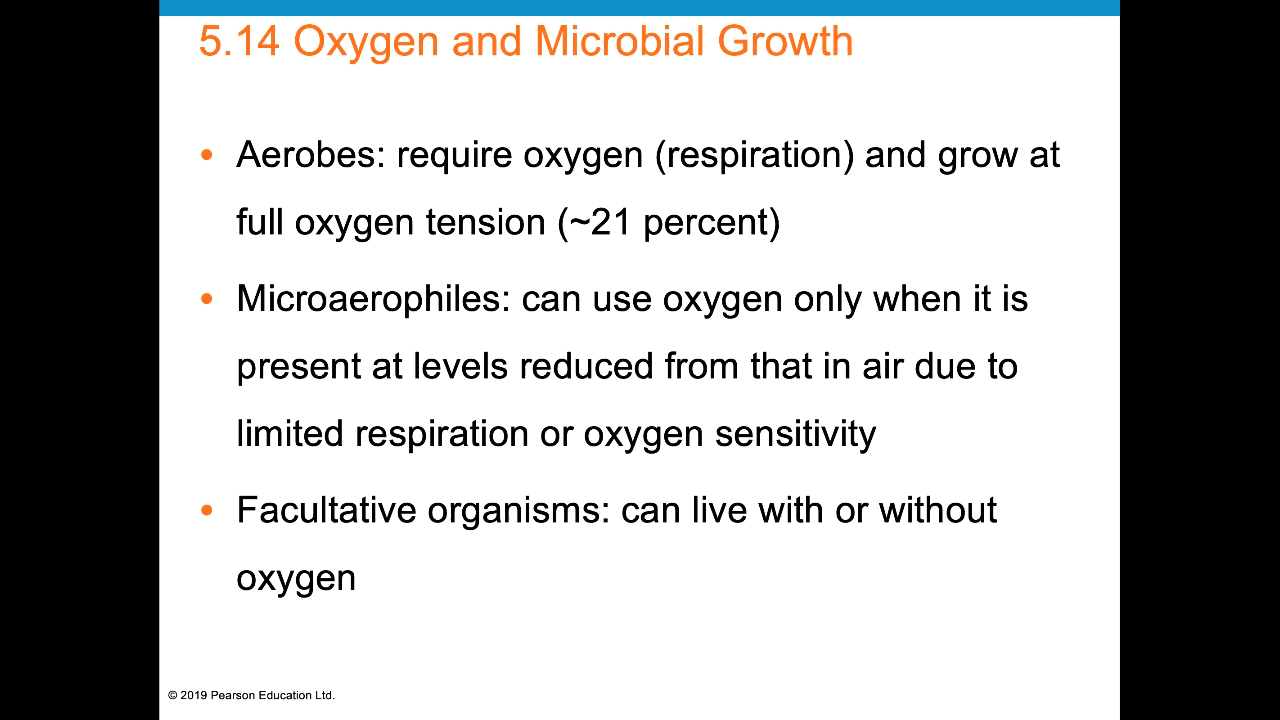 5.14 Oxygen and Microbial Growth
• Aerobes: require oxygen (respiration) and grow at
full oxygen tension (~21 percent)
• Microaerophiles: can use oxygen only when it is
present at levels reduced from that in air due to
limited respiration or oxygen sensitivity
• Facultative organisms: can live with or without
oxygen
© 2019 Pearson Education Ltd.